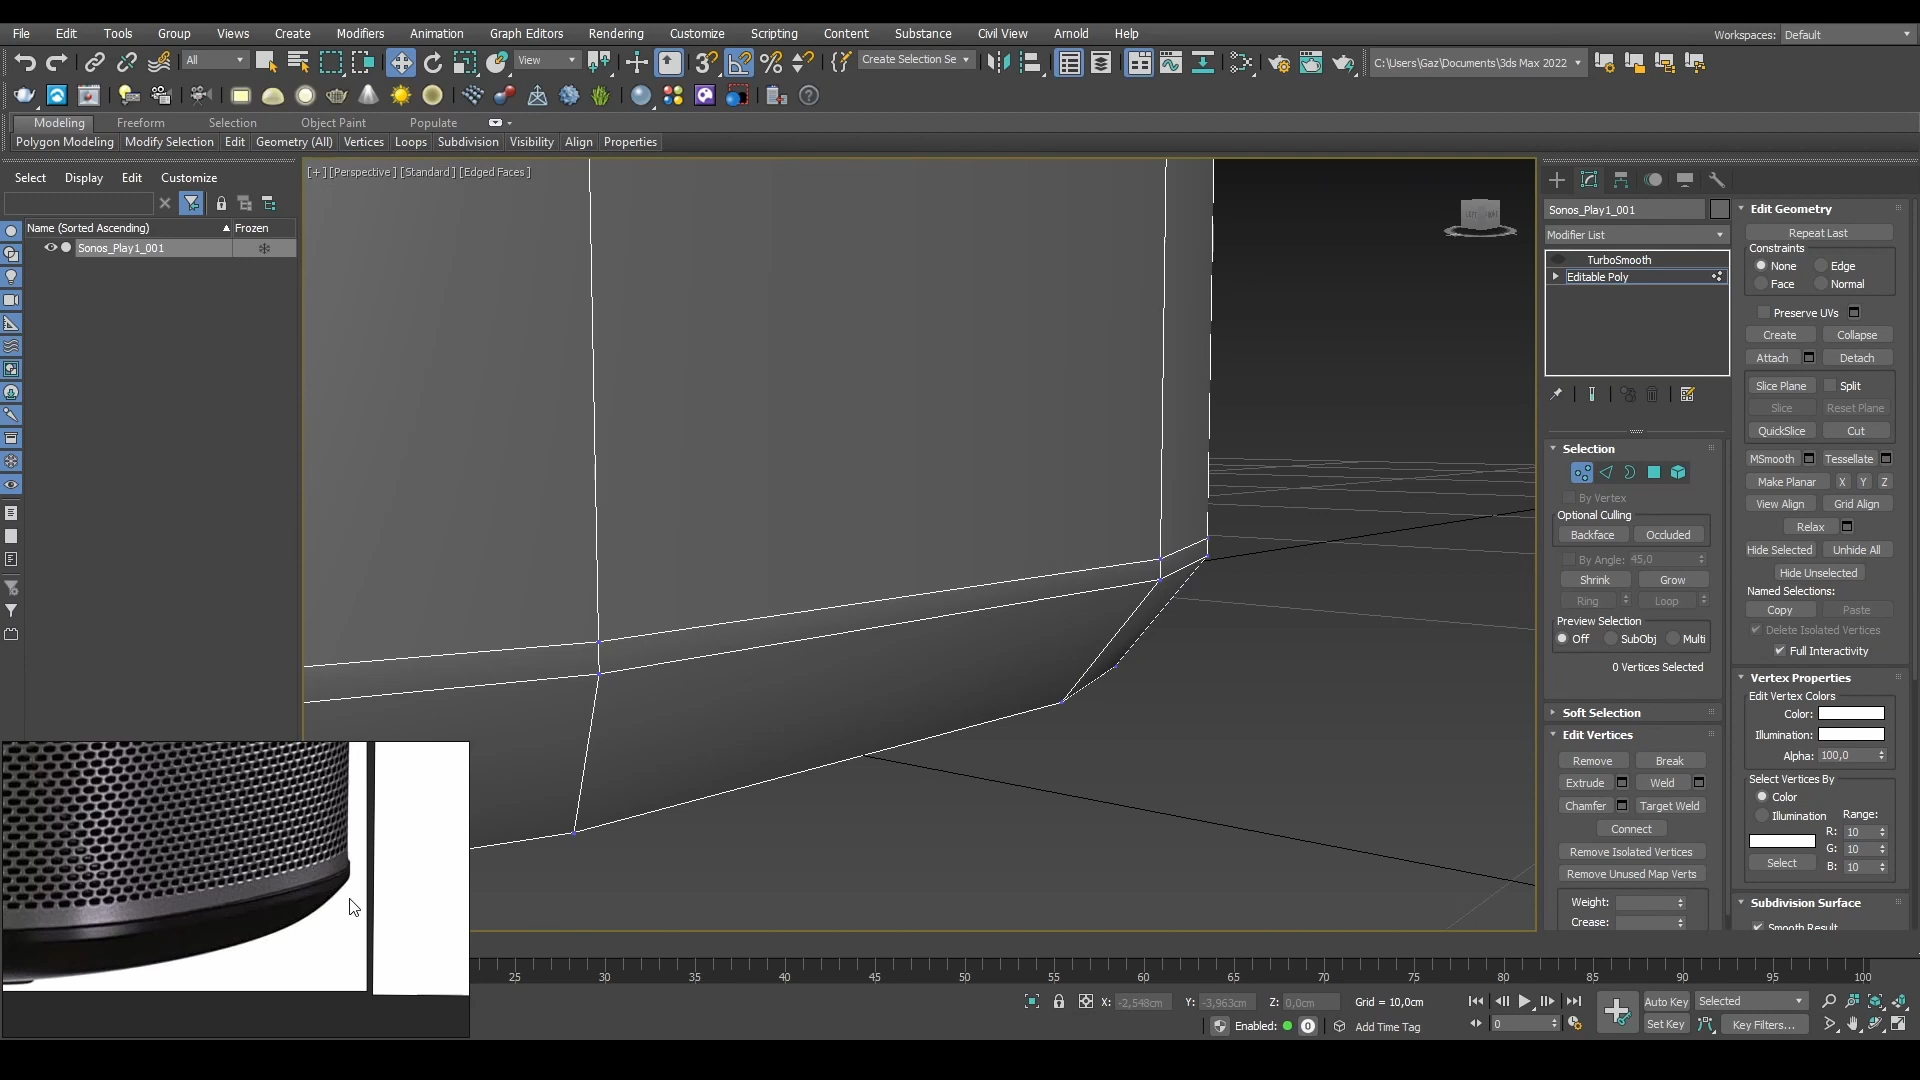 File Edit Tools Group Views Create Modifiers Animation Graph Editors Rendering Customize Scripting Content Substance Civil View Arnold Help
Workspaces: Default
All View Create Selection Se C:\Users\Gaz\Documents\3ds Max 2022
Modeling Freeform Selection Object Paint Populate
Polygon Modeling Modify Selection Edit Geometry (All) Vertices Loops Subdivision Visibility Align Properties
Select Display Edit Customize
Name (Sorted Ascending) Frozen
Sonos_Play1_001
[+] [Perspective ] [Standard ] [Edged Faces ]
Sonos_Play1_001
Modifier List
TurboSmooth
Editable Poly
Selection
By Vertex
Optional Culling
Backface Occluded
By Angle: 45,0
Shrink Grow
Ring Loop
Preview Selection
Off SubObj Multi
0 Vertices Selected
Soft Selection
Edit Vertices
Remove Break
Extrude Weld
Chamfer Target Weld
Connect
Remove Isolated Vertices
Remove Unused Map Verts
Weight:
Crease:
Edit Geometry
Repeat Last
Constraints
None Edge
Face Normal
Preserve UVs
Create Collapse
Attach Detach
Slice Plane Split
Slice Reset Plane
QuickSlice Cut
MSmooth Tessellate
Make Planar X Y Z
View Align Grid Align
Relax
Hide Selected Unhide All
Hide Unselected
Named Selections:
Copy Paste
Delete Isolated Vertices
Full Interactivity
Vertex Properties
Edit Vertex Colors
Color:
Illumination:
Alpha: 100,0
Select Vertices By
Color
Illumination Range:
R: 10
G: 10
Select B: 10
Subdivision Surface
Smooth Result
25 30 35 40 45 50 55 60 65 70 75 80 85 90 95 100
X: -2,548cm Y: -3,963cm Z: 0,0cm Grid = 10,0cm
Enabled: 0 Add Time Tag
Auto Key Selected
0 Set Key Key Filters...